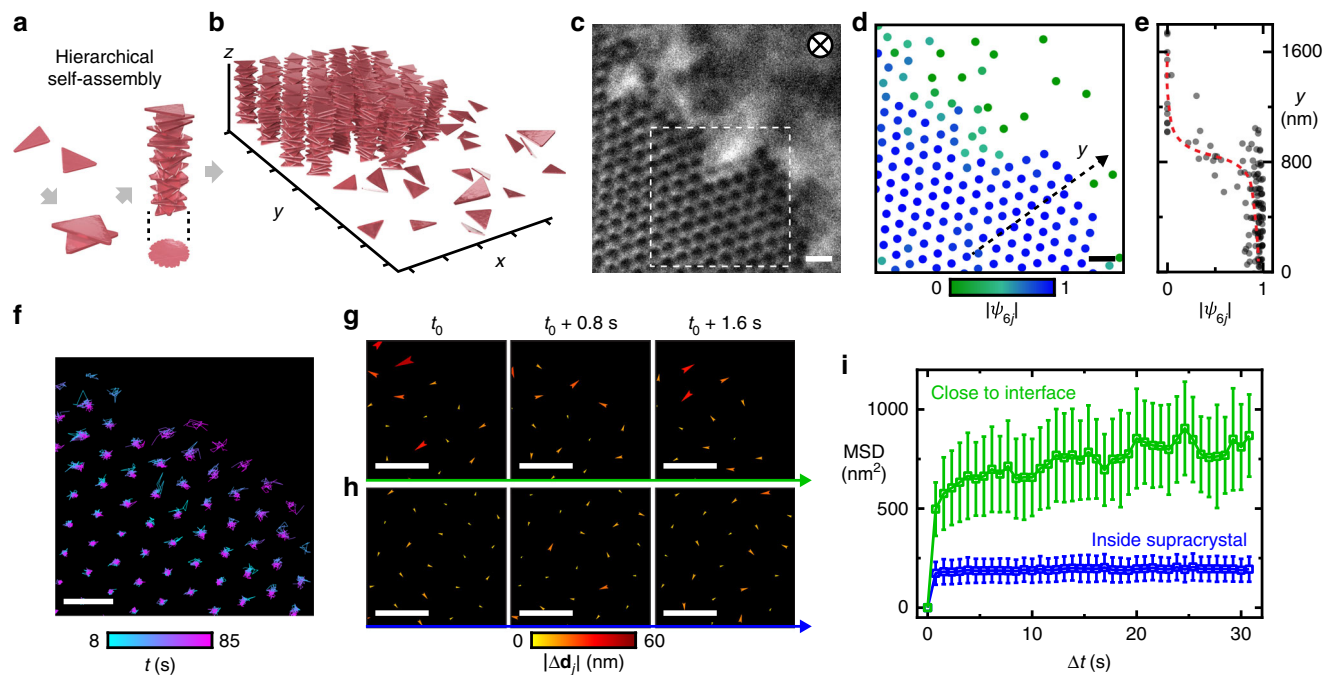 a
Hierarchical
self-assembly
b
z
y
x
c
d
y
0
1
|ψ6j|
e
1600
y
(nm)
800
0
0
1
|ψ6j|
f
8
85
t (s)
g
t0
t0 + 0.8 s
t0 + 1.6 s
h
0
60
|Δdj| (nm)
i
Close to interface
1000
MSD
(nm²)
500
Inside supracrystal
0
0
10
20
30
Δt (s)